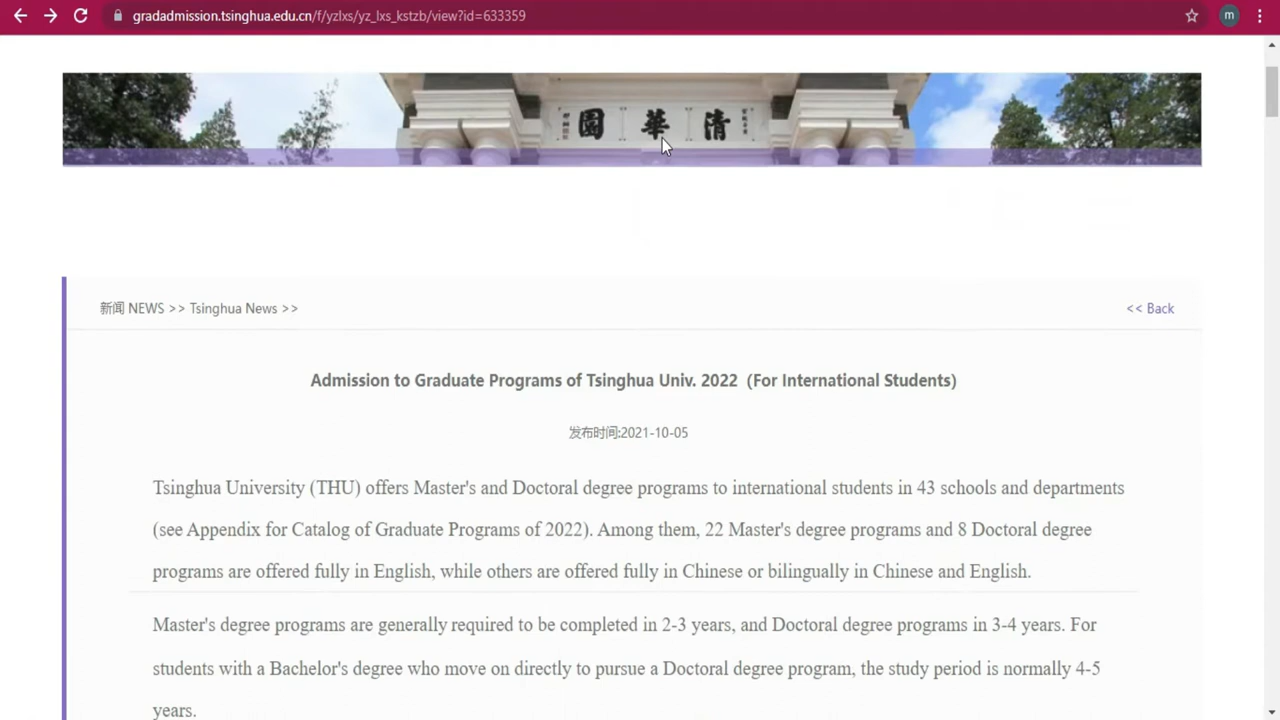 gradadmission.tsinghua.edu.cn/f/yzlxs/yz_lxs_kstzb/view?id=633359
m
園華清
新闻 NEWS >> Tsinghua News >>
<< Back
Admission to Graduate Programs of Tsinghua Univ. 2022 (For International Students)
发布时间:2021-10-05
Tsinghua University (THU) offers Master's and Doctoral degree programs to international students in 43 schools and departments
(see Appendix for Catalog of Graduate Programs of 2022). Among them, 22 Master's degree programs and 8 Doctoral degree
programs are offered fully in English, while others are offered fully in Chinese or bilingually in Chinese and English.
Master's degree programs are generally required to be completed in 2-3 years, and Doctoral degree programs in 3-4 years. For
students with a Bachelor's degree who move on directly to pursue a Doctoral degree program, the study period is normally 4-5
years.